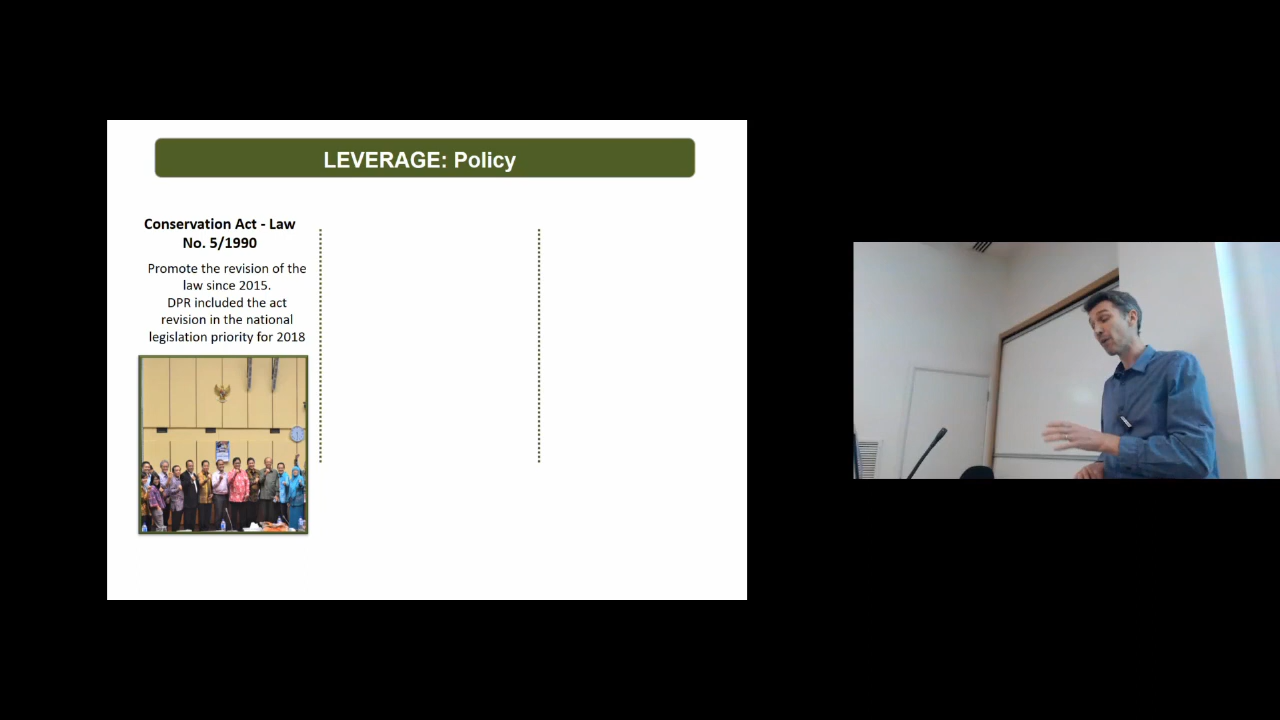 LEVERAGE: Policy
Conservation Act - Law
No. 5/1990
Promote the revision of the
law since 2015.
DPR included the act
revision in the national
legislation priority for 2018